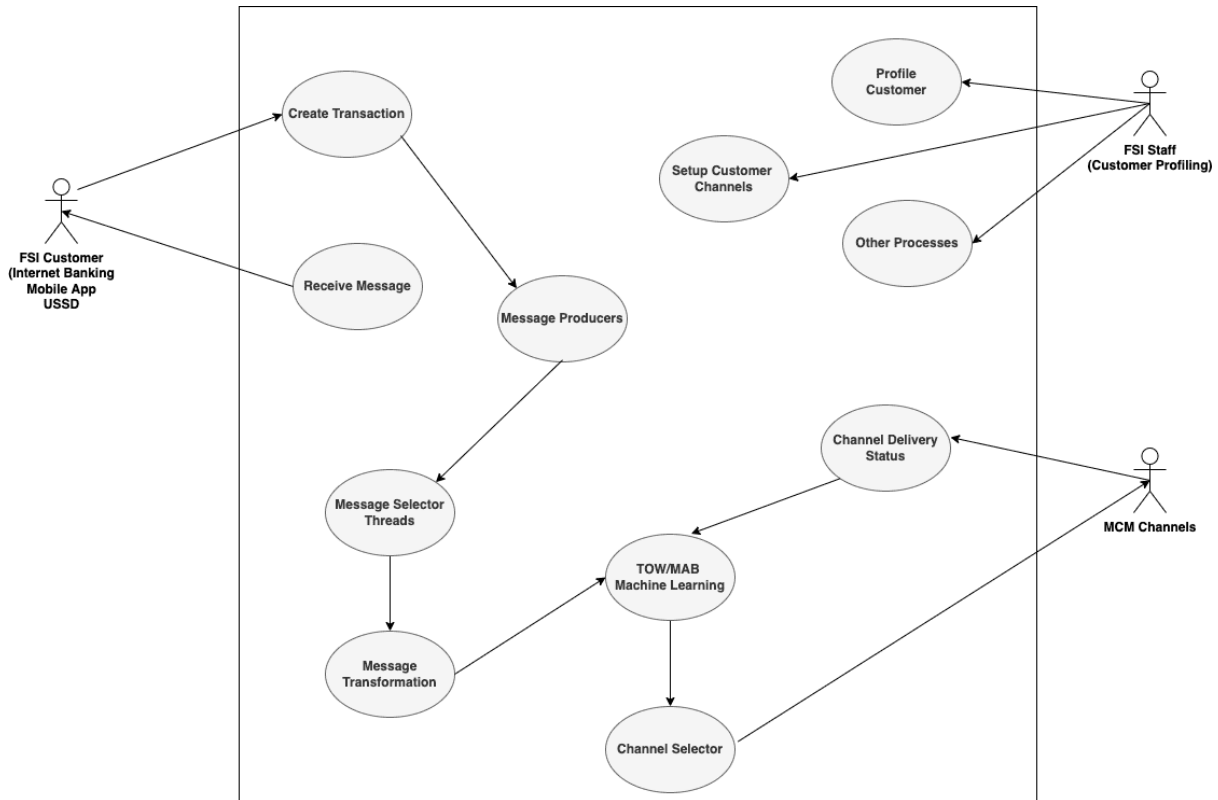 Profile
Customer
Create Transaction
FSI Staff
(Customer Profiling)
Setup Customer
Channels
Other Processes
FSI Customer
(Internet Banking
Mobile App
USSD
Receive Message
Message Producers
Channel Delivery
Status
Message Selector
Threads
MCM Channels
TOW/MAB
Machine Learning
Message
Transformation
Channel Selector